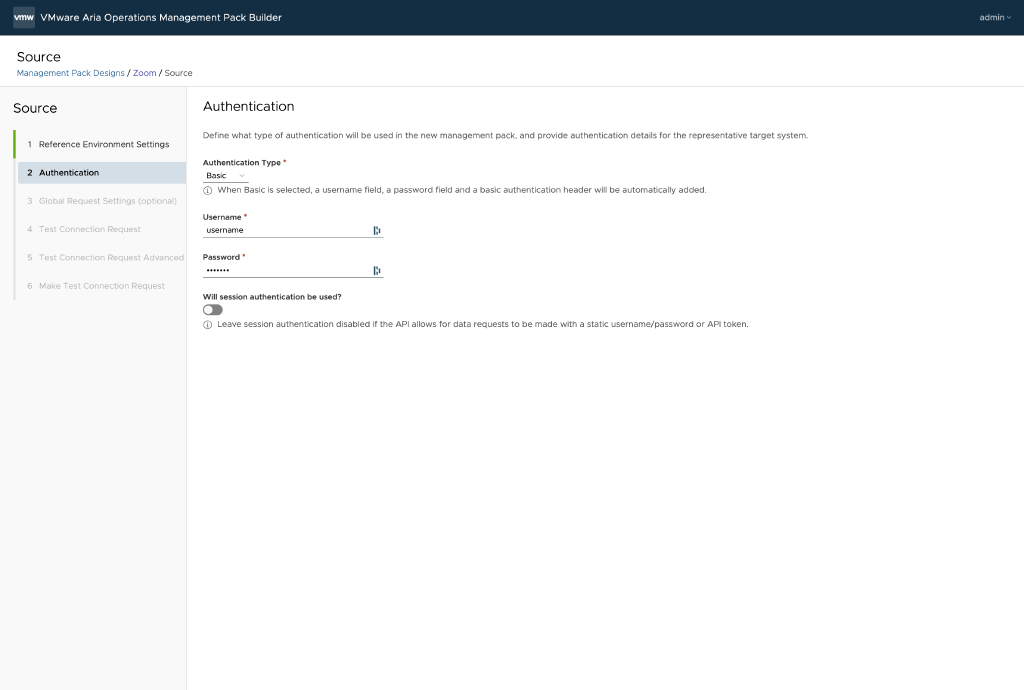 vmw VMware Aria Operations Management Pack Builder admin
Source
Management Pack Designs / Zoom / Source
Source
1 Reference Environment Settings
2 Authentication
3 Global Request Settings (optional)
4 Test Connection Request
5 Test Connection Request Advanced
6 Make Test Connection Request
Authentication
Define what type of authentication will be used in the new management pack, and provide authentication details for the representative target system.
Authentication Type *
Basic
When Basic is selected, a username field, a password field and a basic authentication header will be automatically added.
Username *
username
Password *
•••••••
Will session authentication be used?
Leave session authentication disabled if the API allows for data requests to be made with a static username/password or API token.